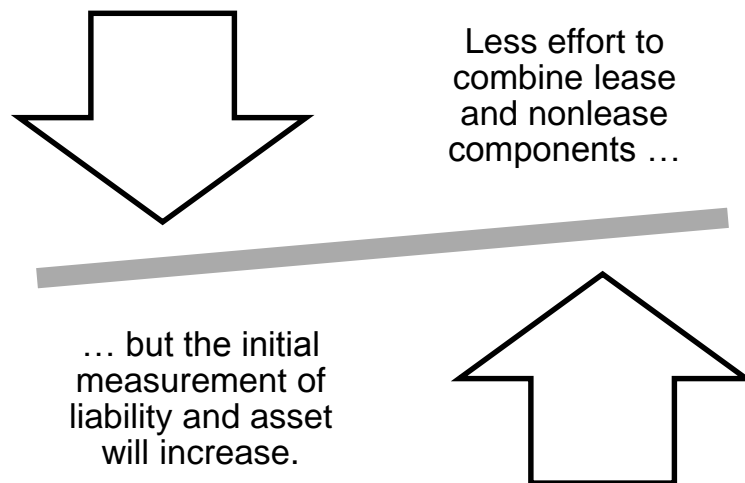 Less effort to
combine lease
and nonlease
components …
… but the initial
measurement of
liability and asset
will increase.